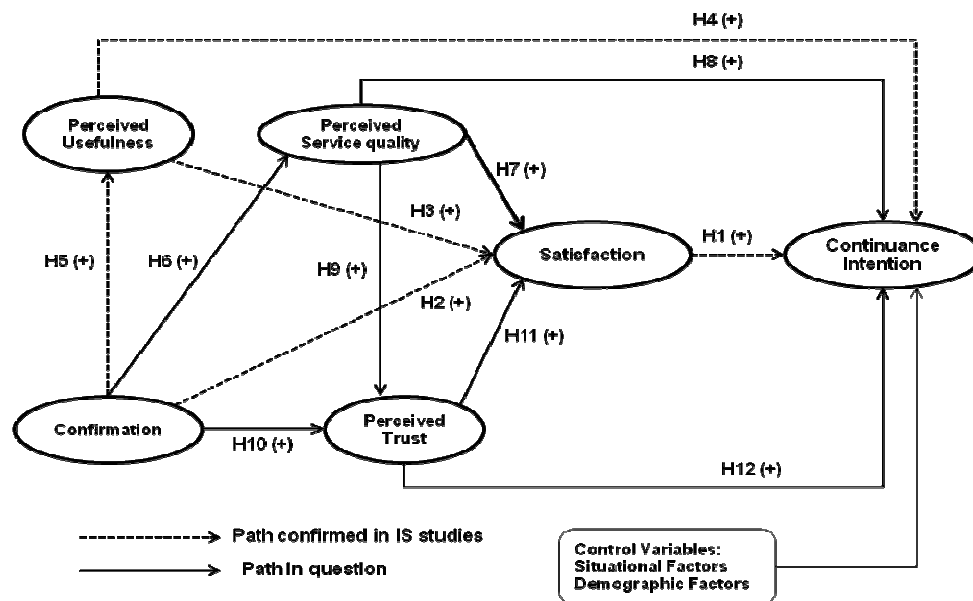 H4 (+)
H8 (+)
Perceived
Usefulness
Perceived
Service quality
H7 (+)
H3 (+)
H1 (+)
Satisfaction
Continuance
Intention
H5 (+)
H6 (+)
H9 (+)
H2 (+)
H11 (+)
Confirmation
Perceived
Trust
H10 (+)
H12 (+)
Path confirmed in IS studies
Path in question
Control Variables:
Situational Factors
Demographic Factors